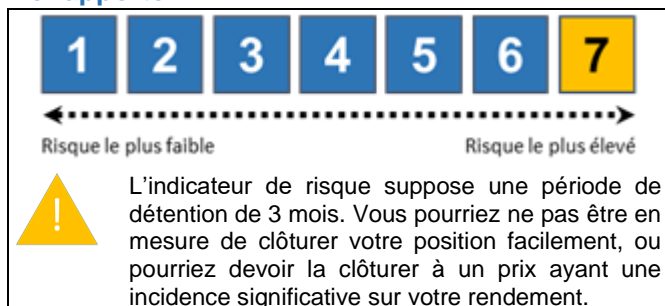 1 2 3 4 5 6 7
Risque le plus faible Risque le plus élevé
!
L'indicateur de risque suppose une période de
détention de 3 mois. Vous pourriez ne pas être en
mesure de clôturer votre position facilement, ou
pourriez devoir la clôturer à un prix ayant une
incidence significative sur votre rendement.